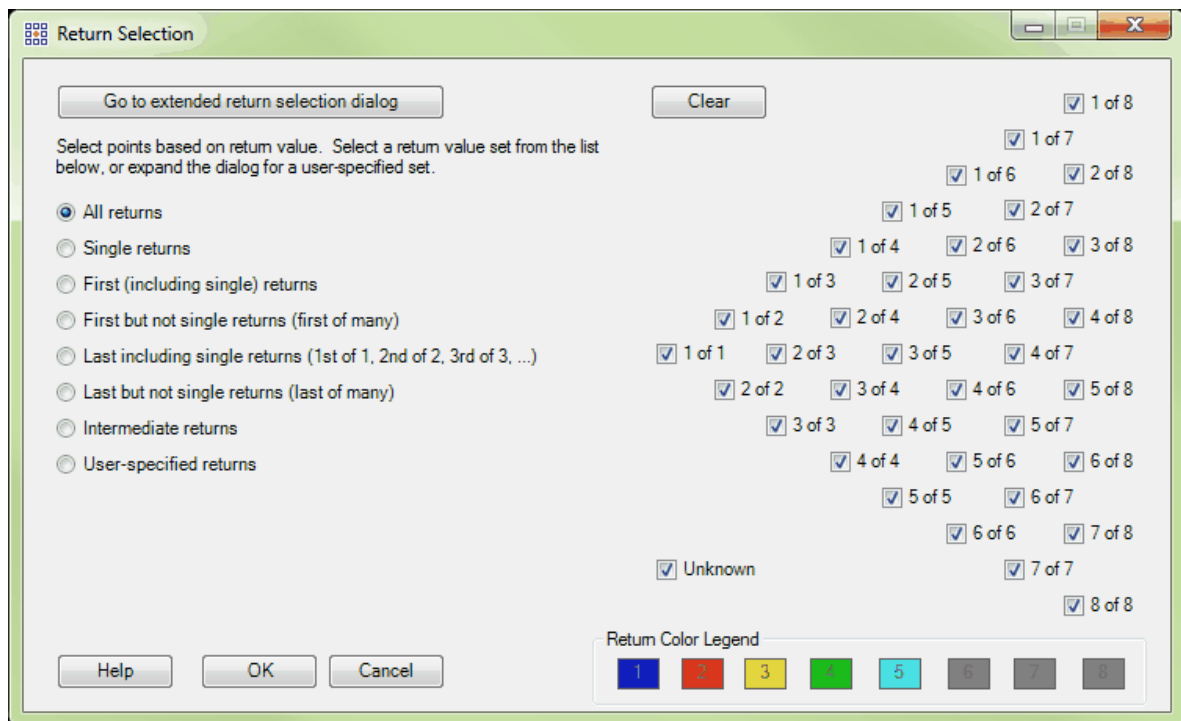 Return Selection
Go to extended return selection dialog
Clear
1 of 8
Select points based on return value.  Select a return value set from the list
below, or expand the dialog for a user-specified set.
1 of 7
1 of 6
2 of 8
All returns
1 of 5
2 of 7
Single returns
1 of 4
2 of 6
3 of 8
First (including single) returns
1 of 3
2 of 5
3 of 7
First but not single returns (first of many)
1 of 2
2 of 4
3 of 6
4 of 8
Last including single returns (1st of 1, 2nd of 2, 3rd of 3, ...)
1 of 1
2 of 3
3 of 5
4 of 7
Last but not single returns (last of many)
2 of 2
3 of 4
4 of 6
5 of 8
Intermediate returns
3 of 3
4 of 5
5 of 7
User-specified returns
4 of 4
5 of 6
6 of 8
5 of 5
6 of 7
6 of 6
7 of 8
Unknown
7 of 7
8 of 8
Return Color Legend
1 2 3 4 5 6 7 8
Help
OK
Cancel